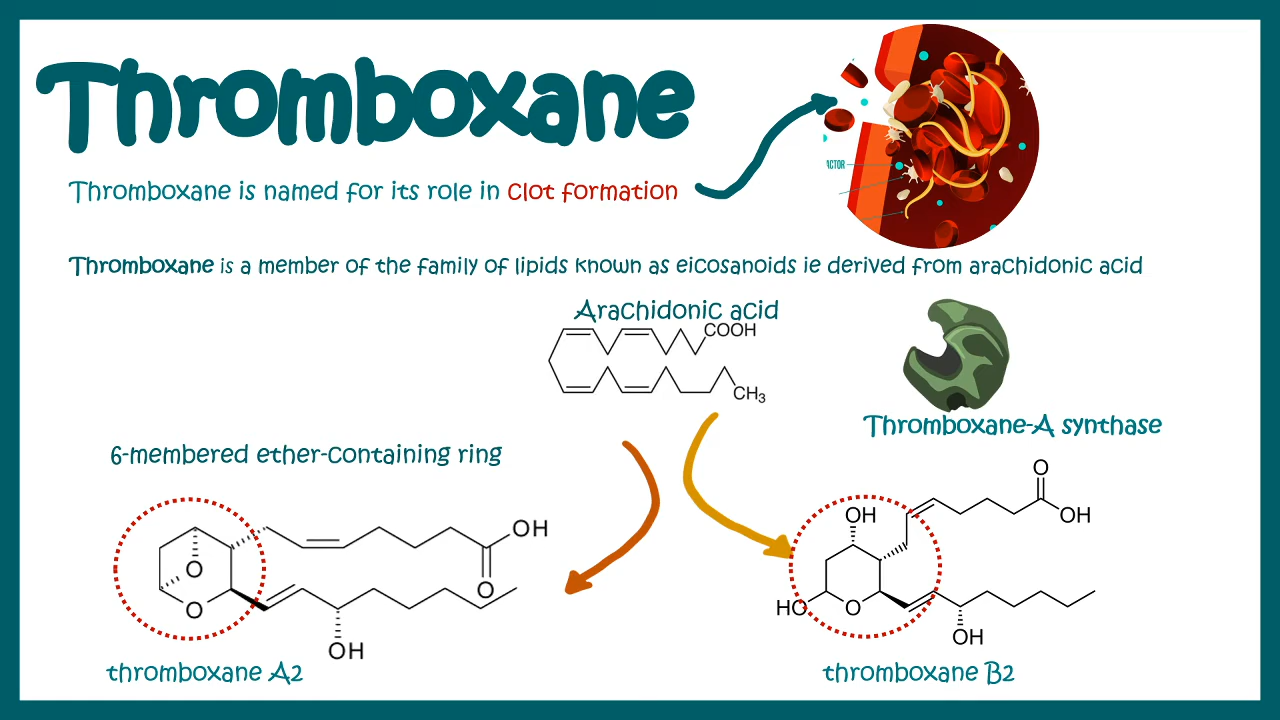 Thromboxane
Thromboxane is named for its role in Clot formation
Thromboxane is a member of the family of lipids known as eicosanoids ie derived from arachidonic acid
Arachidonic acid
COOH
CH3
Thromboxane-A synthase
6-membered ether-containing ring
O
OH
OH
O
O
O
OH
thromboxane A2
OH
HO
O
OH
thromboxane B2